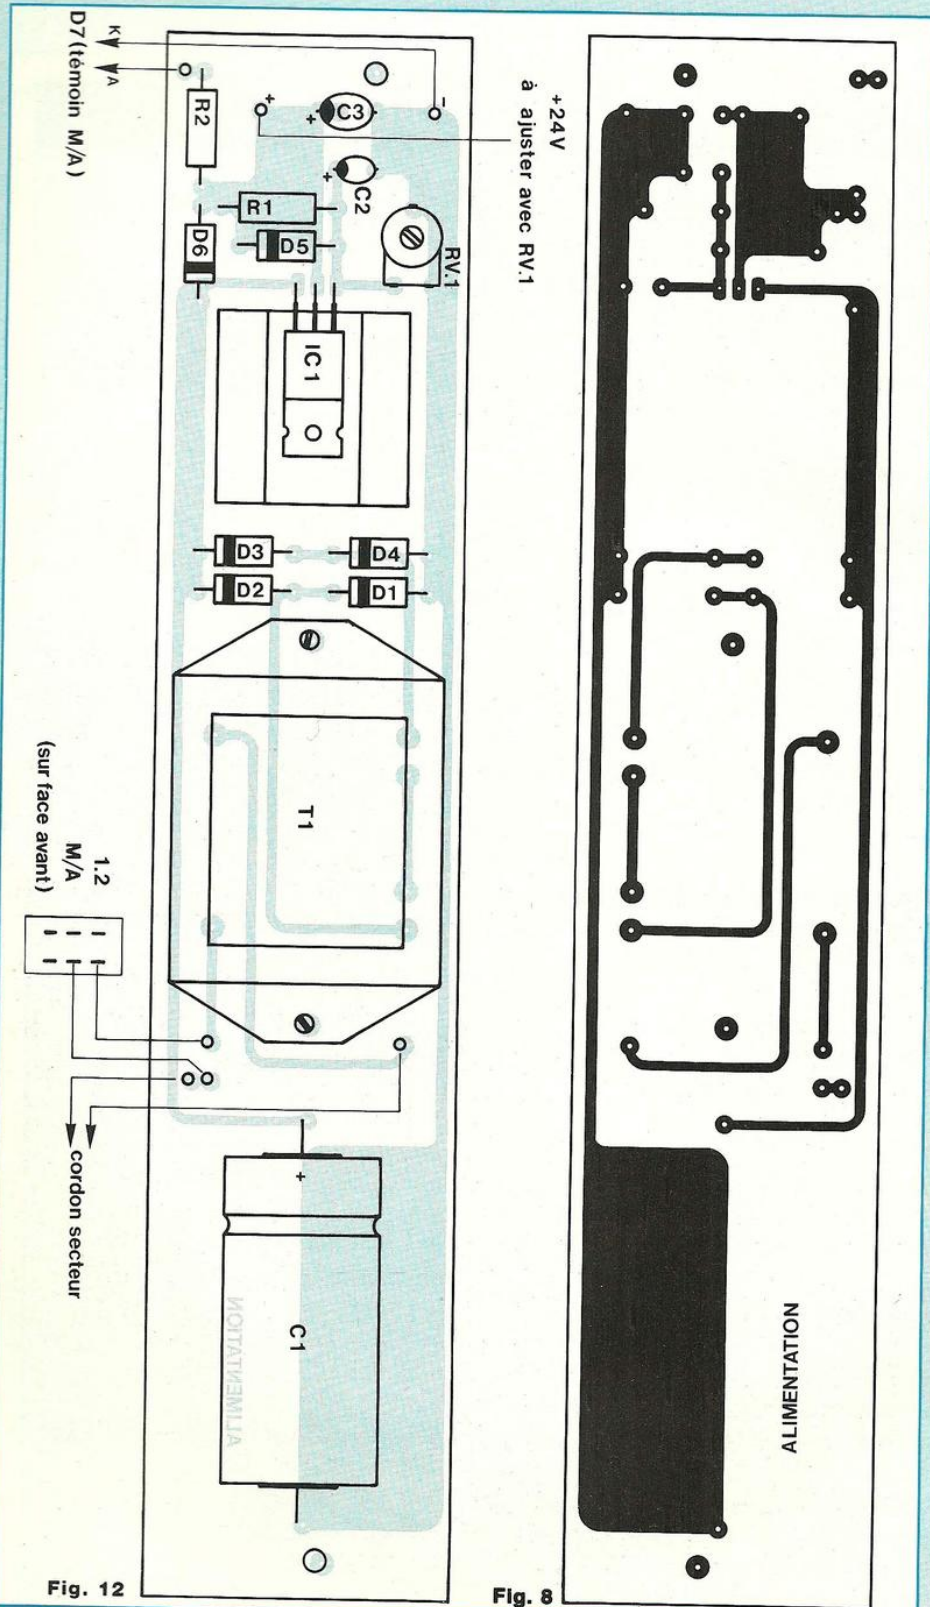 D7 (témoin M/A)
K
A
R2
+
+
C3
-
+24V
à ajuster avec RV.1
+
C2
R1
D5
D6
RV.1
IC1
D3
D4
D2
D1
T1
1.2
M/A
(sur face avant)
cordon secteur
+
C1
ALIMENTATION
Fig. 12
ALIMENTATION
Fig. 8